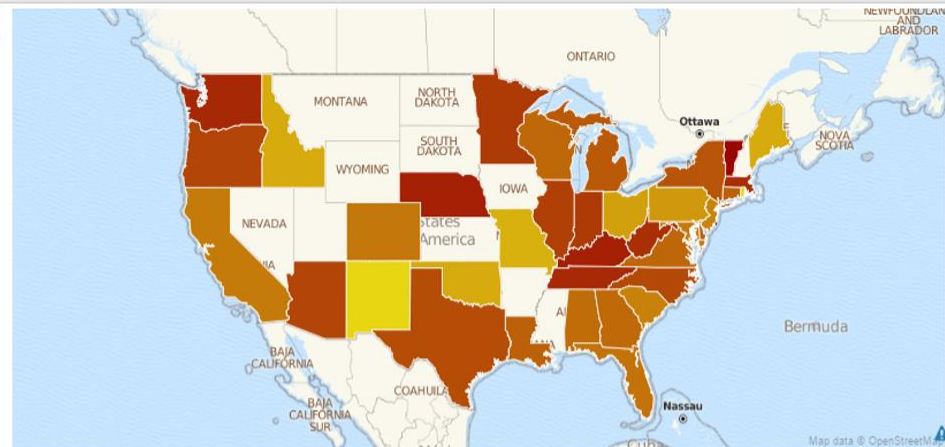 NEWFOUNDLAN
AND
LABRADOR
ONTARIO
MONTANA
NORTH
DAKOTA
Ottawa
NOVA
SCOTIA
SOUTH
DAKOTA
WYOMING
IOWA
NEVADA
States
America
Bermuda
BAJA
CALIFORNIA
COAHUILA
BAJA
CALIFORNIA
SUR
Nassau
Map data © OpenStreetMa